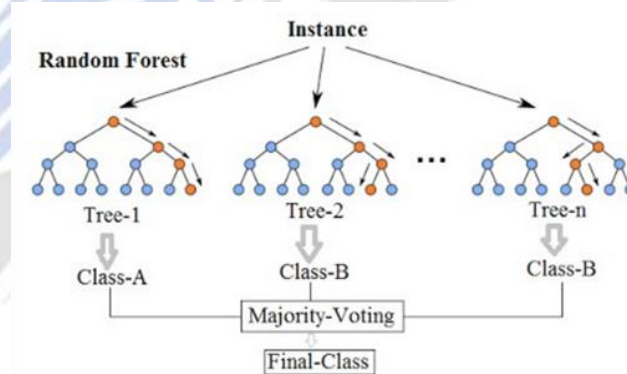 Instance
Random Forest
...
Tree-1 Tree-2 Tree-n
Class-A Class-B Class-B
Majority-Voting
Final-Class